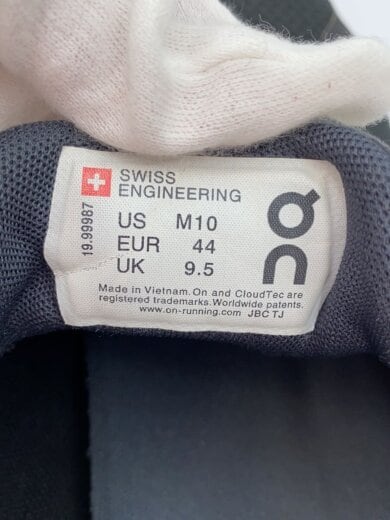 SWISS
ENGINEERING
19.99987
US M10
EUR 44
UK 9.5
On
Made in Vietnam. On and CloudTec are
registered trademarks. Worldwide patents.
www.on-running.com JBC TJ